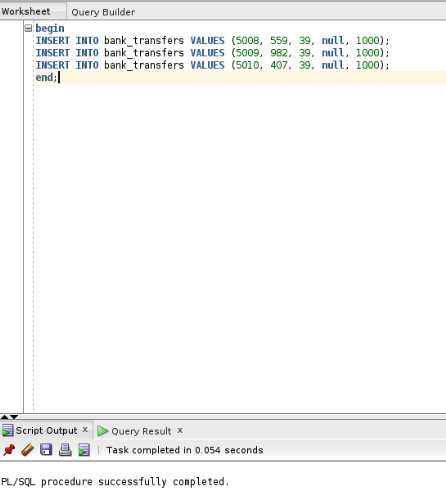 Worksheet Query Builder
begin
INSERT INTO bank_transfers VALUES (5008, 559, 39, null, 1000);
INSERT INTO bank_transfers VALUES (5009, 982, 39, null, 1000);
INSERT INTO bank_transfers VALUES (5010, 407, 39, null, 1000);
end;
Script Output x Query Result x
Task completed in 0.054 seconds
PL/SQL procedure successfully completed.